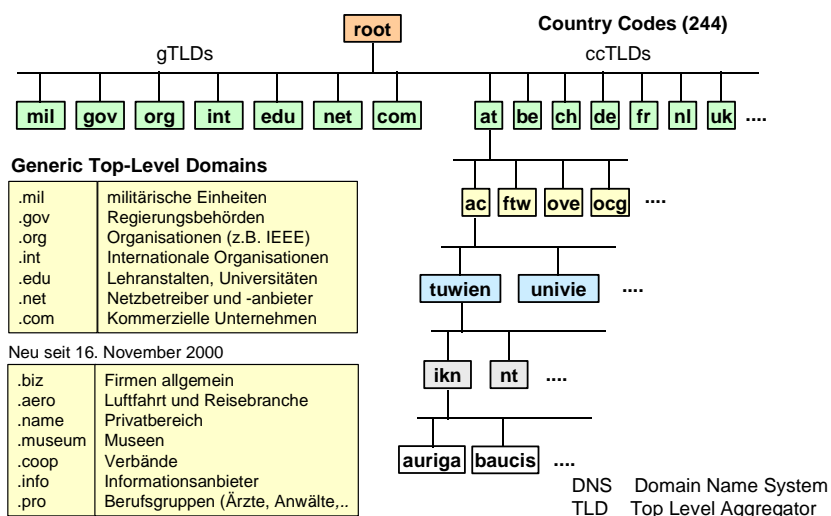 root
Country Codes (244)
gTLDs
ccTLDs
mil gov org int edu net com at be ch de fr nl uk ....
Generic Top-Level Domains
.mil militärische Einheiten
.gov Regierungsbehörden
.org Organisationen (z.B. IEEE)
.int Internationale Organisationen
.edu Lehranstalten, Universitäten
.net Netzbetreiber und -anbieter
.com Kommerzielle Unternehmen
ac ftw ove ocg ....
tuwien univie ....
Neu seit 16. November 2000
.biz Firmen allgemein
.aero Luftfahrt und Reisebranche
.name Privatbereich
.museum Museen
.coop Verbände
.info Informationsanbieter
.pro Berufsgruppen (Ärzte, Anwälte,..
ikn nt ....
auriga baucis ....
DNS Domain Name System
TLD Top Level Aggregator